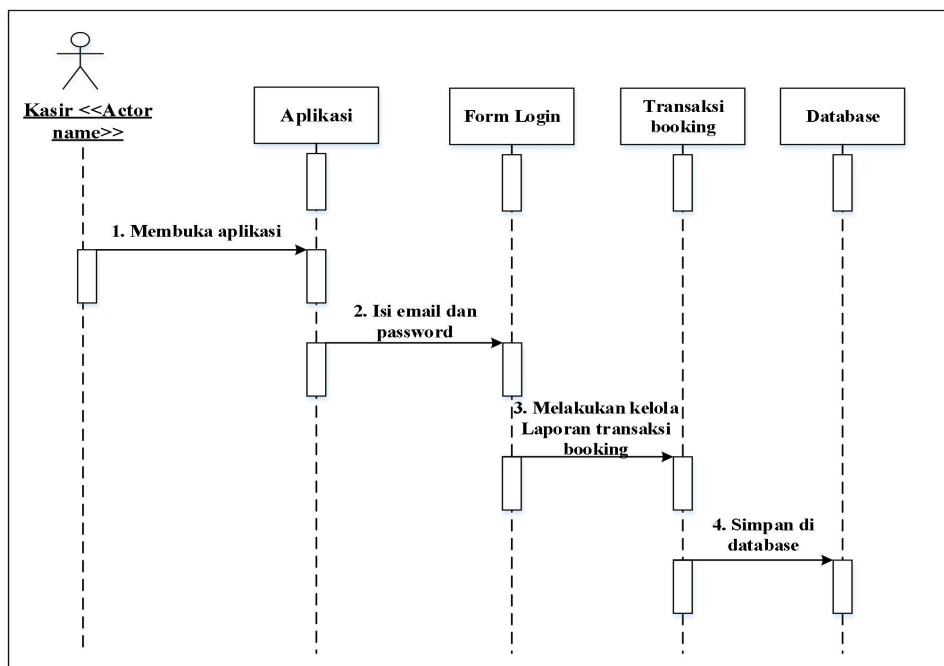 Kasir <<Actor
name>>
Aplikasi
Form Login
Transaksi
booking
Database
1. Membuka aplikasi
2. Isi email dan
password
3. Melakukan kelola
Laporan transaksi
booking
4. Simpan di
database